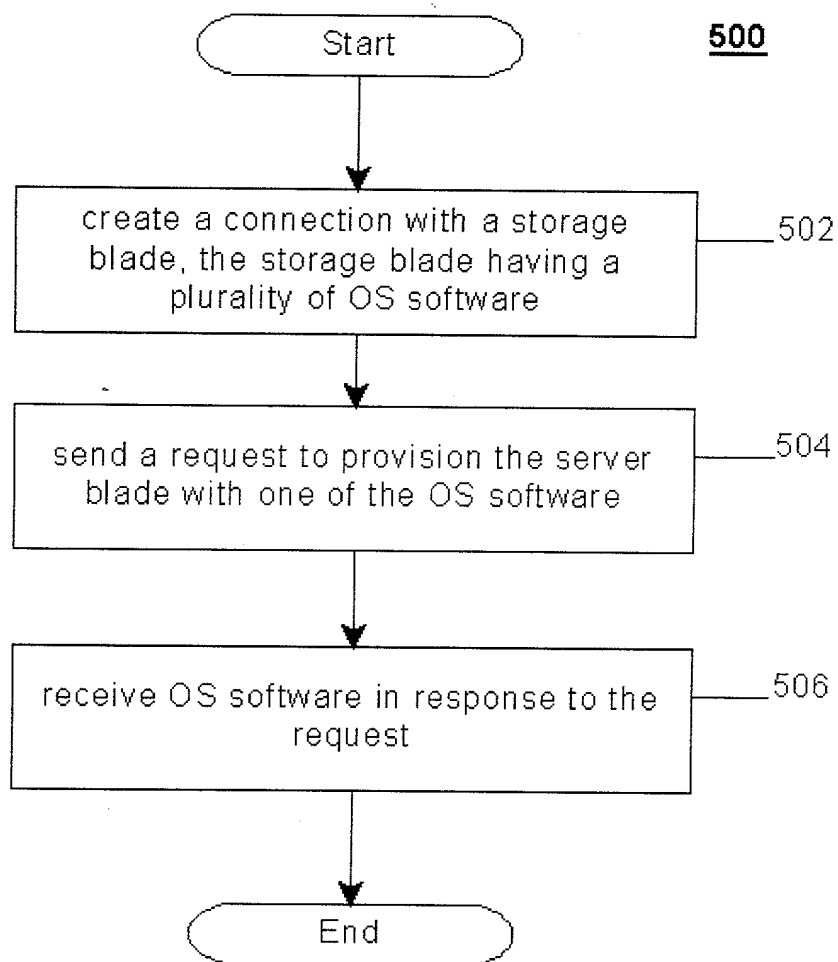 Start
500
create a connection with a storage
blade, the storage blade having a
plurality of OS software
502
send a request to provision the server
blade with one of the OS software
504
receive OS software in response to the
request
506
End